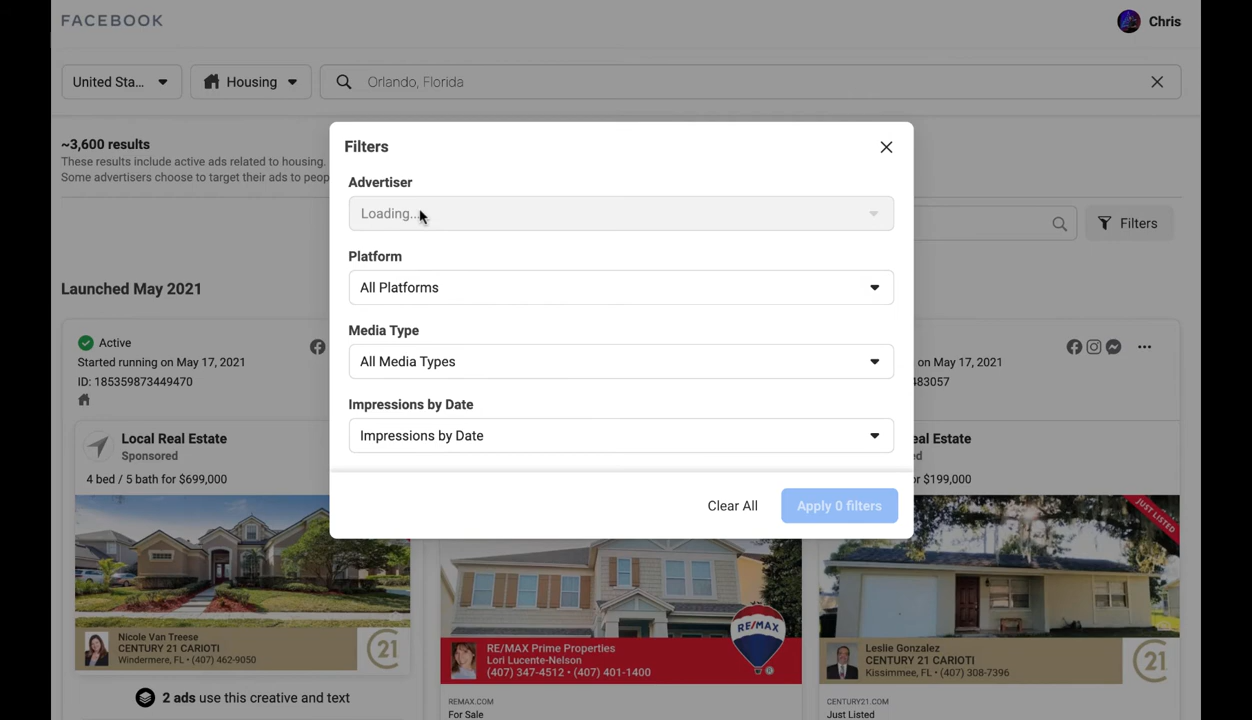 FACEBOOK
Chris
United Sta...
Housing
Orlando, Florida
~3,600 results
These results include active ads related to housing.
Some advertisers choose to target their ads to peop
Filters
Launched May 2021
Filters
Advertiser
Loading...
Platform
All Platforms
Media Type
All Media Types
Impressions by Date
Impressions by Date
Clear All
Apply 0 filters
Active
Started running on May 17, 2021
ID: 185359873449470
Local Real Estate
Sponsored
4 bed / 5 bath for $699,000
Nicole Van Treese
CENTURY 21 CARIOTI
Windermere, FL • (407) 462-9050
21
2 ads use this creative and text
RE/MAX
RE/MAX Prime Properties
Lori Lucente-Nelson
(407) 347-4512 • (407) 401-1400
REMAX.COM
For Sale
on May 17, 2021
483057
eal Estate
ed
or $199,000
JUST LISTED
Leslie Gonzalez
CENTURY 21 CARIOTI
Kissimmee, FL • (407) 308-7396
21
CENTURY21.COM
Just Listed